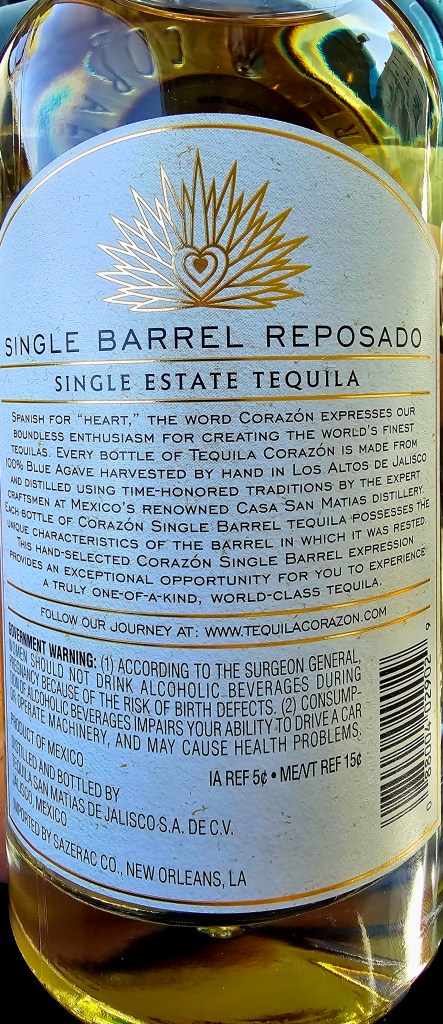 SINGLE BARREL REPOSADO
SINGLE ESTATE TEQUILA
SPANISH FOR “HEART,” THE WORD CORAZÓN EXPRESSES OUR
BOUNDLESS ENTHUSIASM FOR CREATING THE WORLD'S FINEST
TEQUILAS. EVERY BOTTLE OF TEQUILA CORAZÓN IS MADE FROM
100% BLUE AGAVE HARVESTED BY HAND IN LOS ALTOS DE JALISCO
AND DISTILLED USING TIME-HONORED TRADITIONS BY THE EXPERT
CRAFTSMEN AT MEXICO'S RENOWNED CASA SAN MATIAS DISTILLERY.
EACH BOTTLE OF CORAZÓN SINGLE BARREL TEQUILA POSSESSES THE
UNIQUE CHARACTERISTICS OF THE BARREL IN WHICH IT WAS RESTED.
THIS HAND-SELECTED CORAZÓN SINGLE BARREL EXPRESSION
PROVIDES AN EXCEPTIONAL OPPORTUNITY FOR YOU TO EXPERIENCE
A TRULY ONE-OF-A-KIND, WORLD-CLASS TEQUILA.
FOLLOW OUR JOURNEY AT: WWW.TEQUILACORAZON.COM
GOVERNMENT WARNING: (1) ACCORDING TO THE SURGEON GENERAL,
WOMEN SHOULD NOT DRINK ALCOHOLIC BEVERAGES DURING
PREGNANCY BECAUSE OF THE RISK OF BIRTH DEFECTS. (2) CONSUMP-
TION OF ALCOHOLIC BEVERAGES IMPAIRS YOUR ABILITY TO DRIVE A CAR
OR OPERATE MACHINERY, AND MAY CAUSE HEALTH PROBLEMS.
IA REF 5¢ • ME/VT REF 15¢
PRODUCT OF MEXICO
DISTILLED AND BOTTLED BY
TEQUILA SAN MATIAS DE JALISCO S.A. DE C.V.
JALISCO, MEXICO
IMPORTED BY SAZERAC CO., NEW ORLEANS, LA
0 88004 02902 9